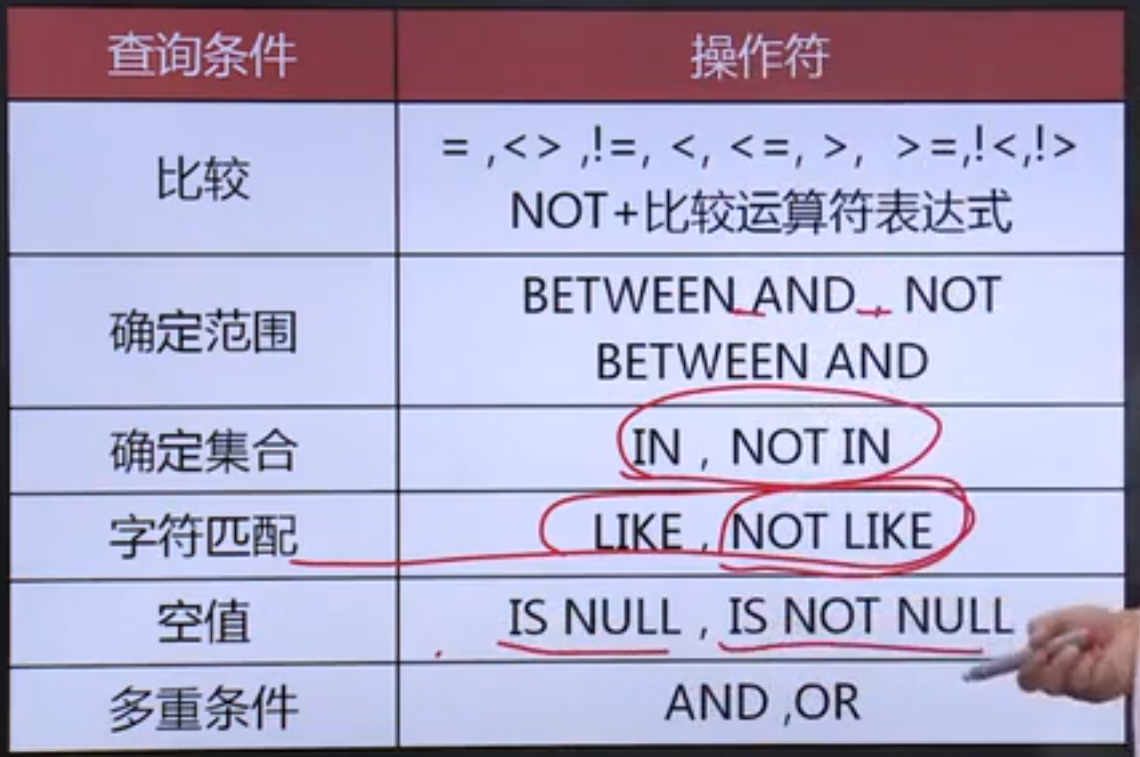 查询条件 操作符
比较 = ,<> ,!=, <, <=, >, >=,!<,!>
NOT+比较运算符表达式
确定范围 BETWEEN AND , NOT
BETWEEN AND
确定集合 IN , NOT IN
字符匹配 LIKE , NOT LIKE
空值 IS NULL , IS NOT NULL
多重条件 AND ,OR